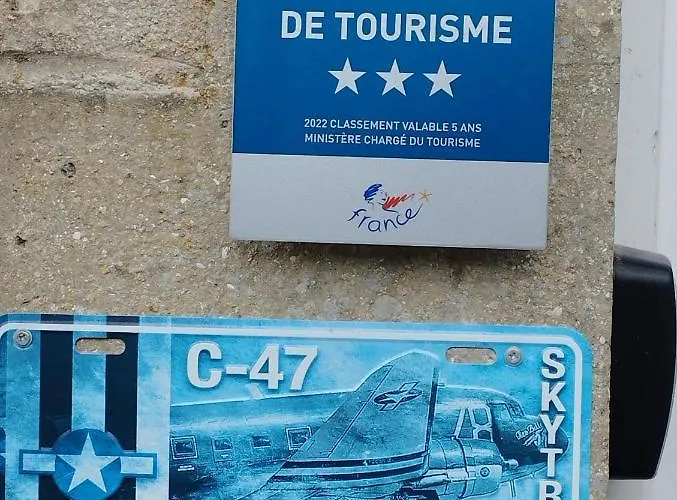 DE TOURISME
2022 CLASSEMENT VALABLE 5 ANS
MINISTÈRE CHARGÉ DU TOURISME
france
C-47
SKYTR